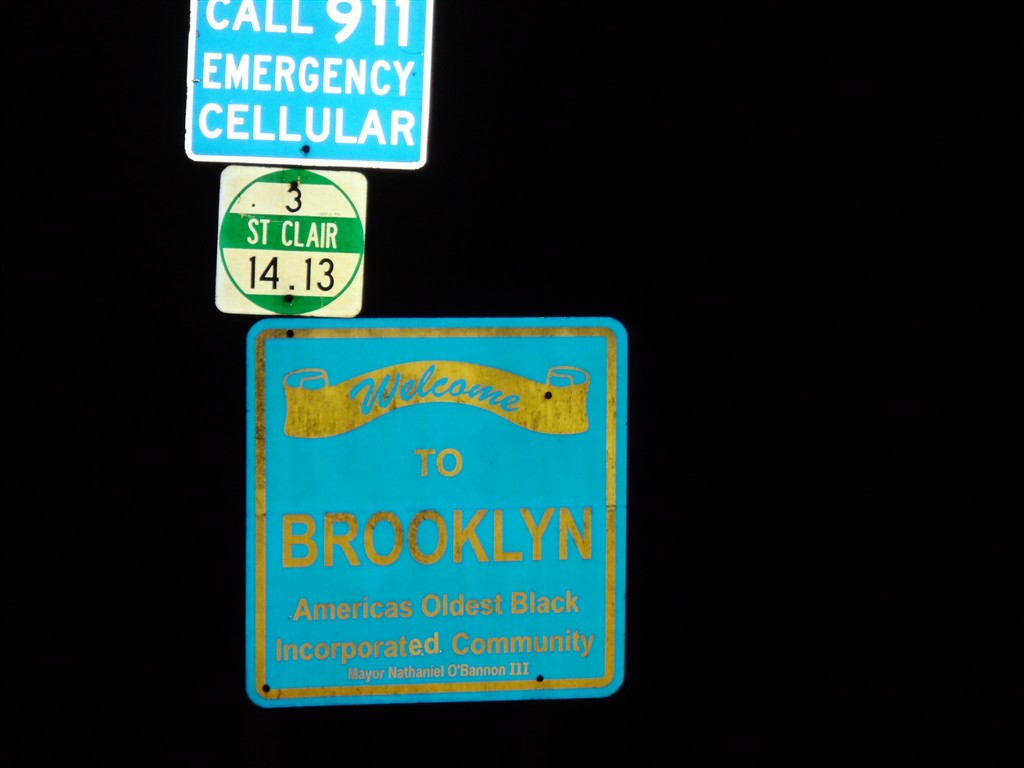 CALL 911
EMERGENCY
CELLULAR
3
ST CLAIR
14.13
Welcome
TO
BROOKLYN
Americas Oldest Black
Incorporated Community
Mayor Nathaniel O'Bannon III